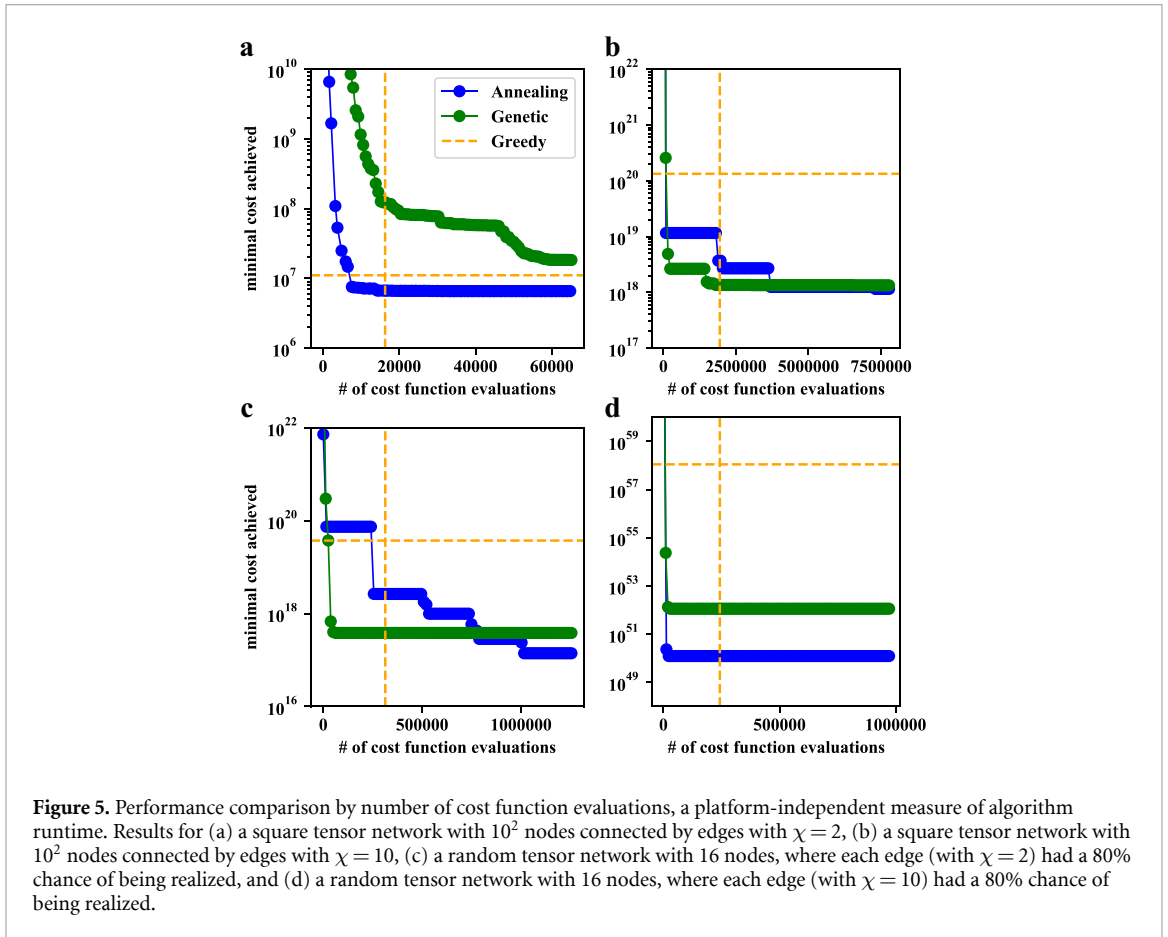 a
10^10
10^9
10^8
10^7
10^6
minimal cost achieved
0 20000 40000 60000
# of cost function evaluations
Annealing
Genetic
Greedy
b
10^22
10^21
10^20
10^19
10^18
10^17
0 2500000 5000000 7500000
# of cost function evaluations
c
10^22
10^20
10^18
10^16
minimal cost achieved
0 500000 1000000
# of cost function evaluations
d
10^59
10^57
10^55
10^53
10^51
10^49
0 500000 1000000
# of cost function evaluations
Figure 5. Performance comparison by number of cost function evaluations, a platform-independent measure of algorithm
runtime. Results for (a) a square tensor network with 10^2 nodes connected by edges with χ = 2, (b) a square tensor network with
10^2 nodes connected by edges with χ = 10, (c) a random tensor network with 16 nodes, where each edge (with χ = 2) had a 80%
chance of being realized, and (d) a random tensor network with 16 nodes, where each edge (with χ = 10) had a 80% chance of
being realized.